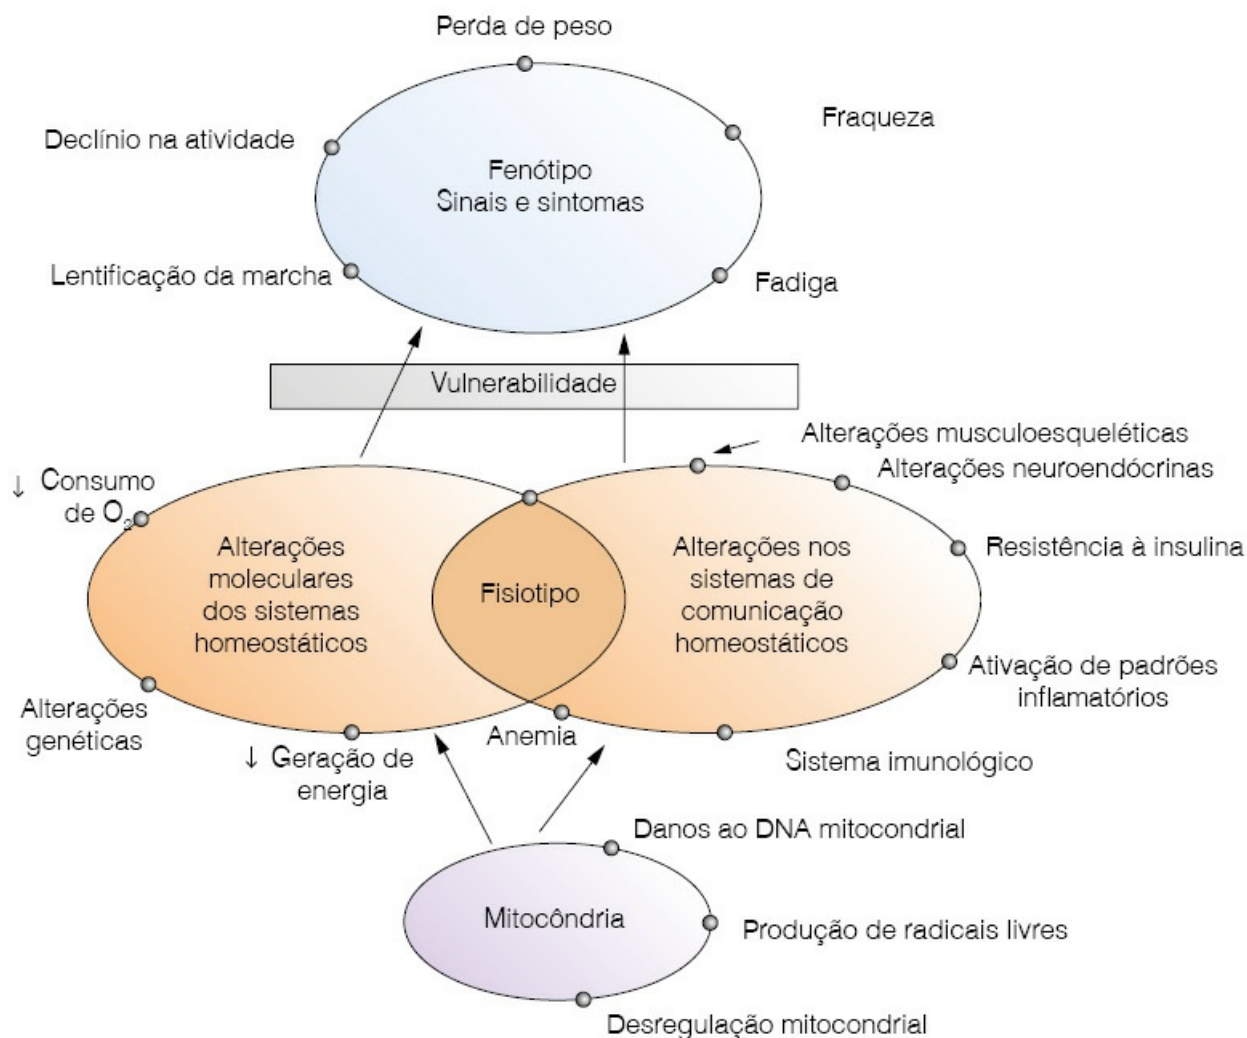 Perda de peso
Fraqueza
Declínio na atividade
Fenótipo
Sinais e sintomas
Lentificação da marcha
Fadiga
Vulnerabilidade
Alterações musculoesqueléticas
Alterações neuroendócrinas
↓ Consumo
de O₂
Alterações
moleculares
dos sistemas
homeostáticos
Fisiotipo
Alterações nos
sistemas de
comunicação
homeostáticos
Resistência à insulina
Ativação de padrões
inflamatórios
Alterações
genéticas
↓ Geração de
energia
Anemia
Sistema imunológico
Danos ao DNA mitocondrial
Mitocôndria
Produção de radicais livres
Desregulação mitocondrial